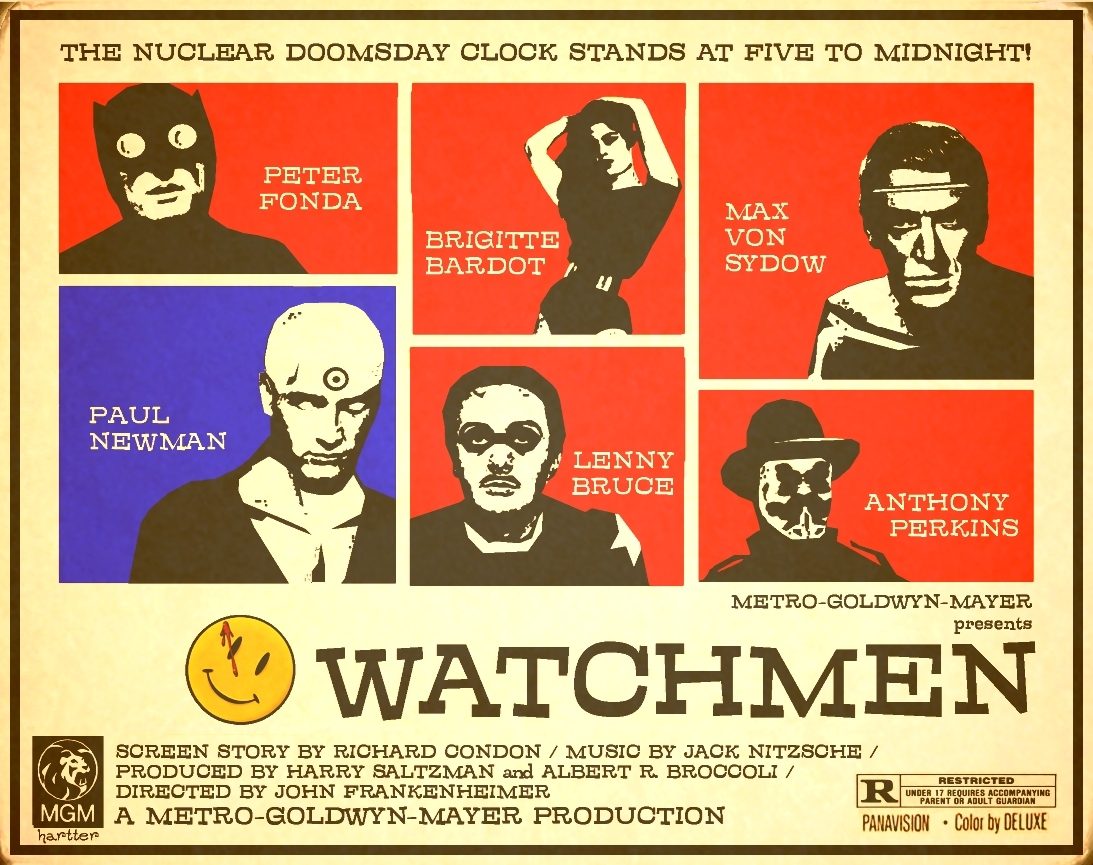 THE NUCLEAR DOOMSDAY CLOCK STANDS AT FIVE TO MIDNIGHT!
PETER
FONDA
BRIGITTE
BARDOT
MAX
VON
SYDOW
PAUL
NEWMAN
LENNY
BRUCE
ANTHONY
PERKINS
METRO-GOLDWYN-MAYER
presents
WATCHMEN
SCREEN STORY BY RICHARD CONDON / MUSIC BY JACK NITZSCHE /
PRODUCED BY HARRY SALTZMAN and ALBERT R. BROCCOLI /
DIRECTED BY JOHN FRANKENHEIMER
A METRO-GOLDWYN-MAYER PRODUCTION
MGM
hartter
R RESTRICTED
UNDER 17 REQUIRES ACCOMPANYING
PARENT OR ADULT GUARDIAN
PANAVISION • Color by DELUXE